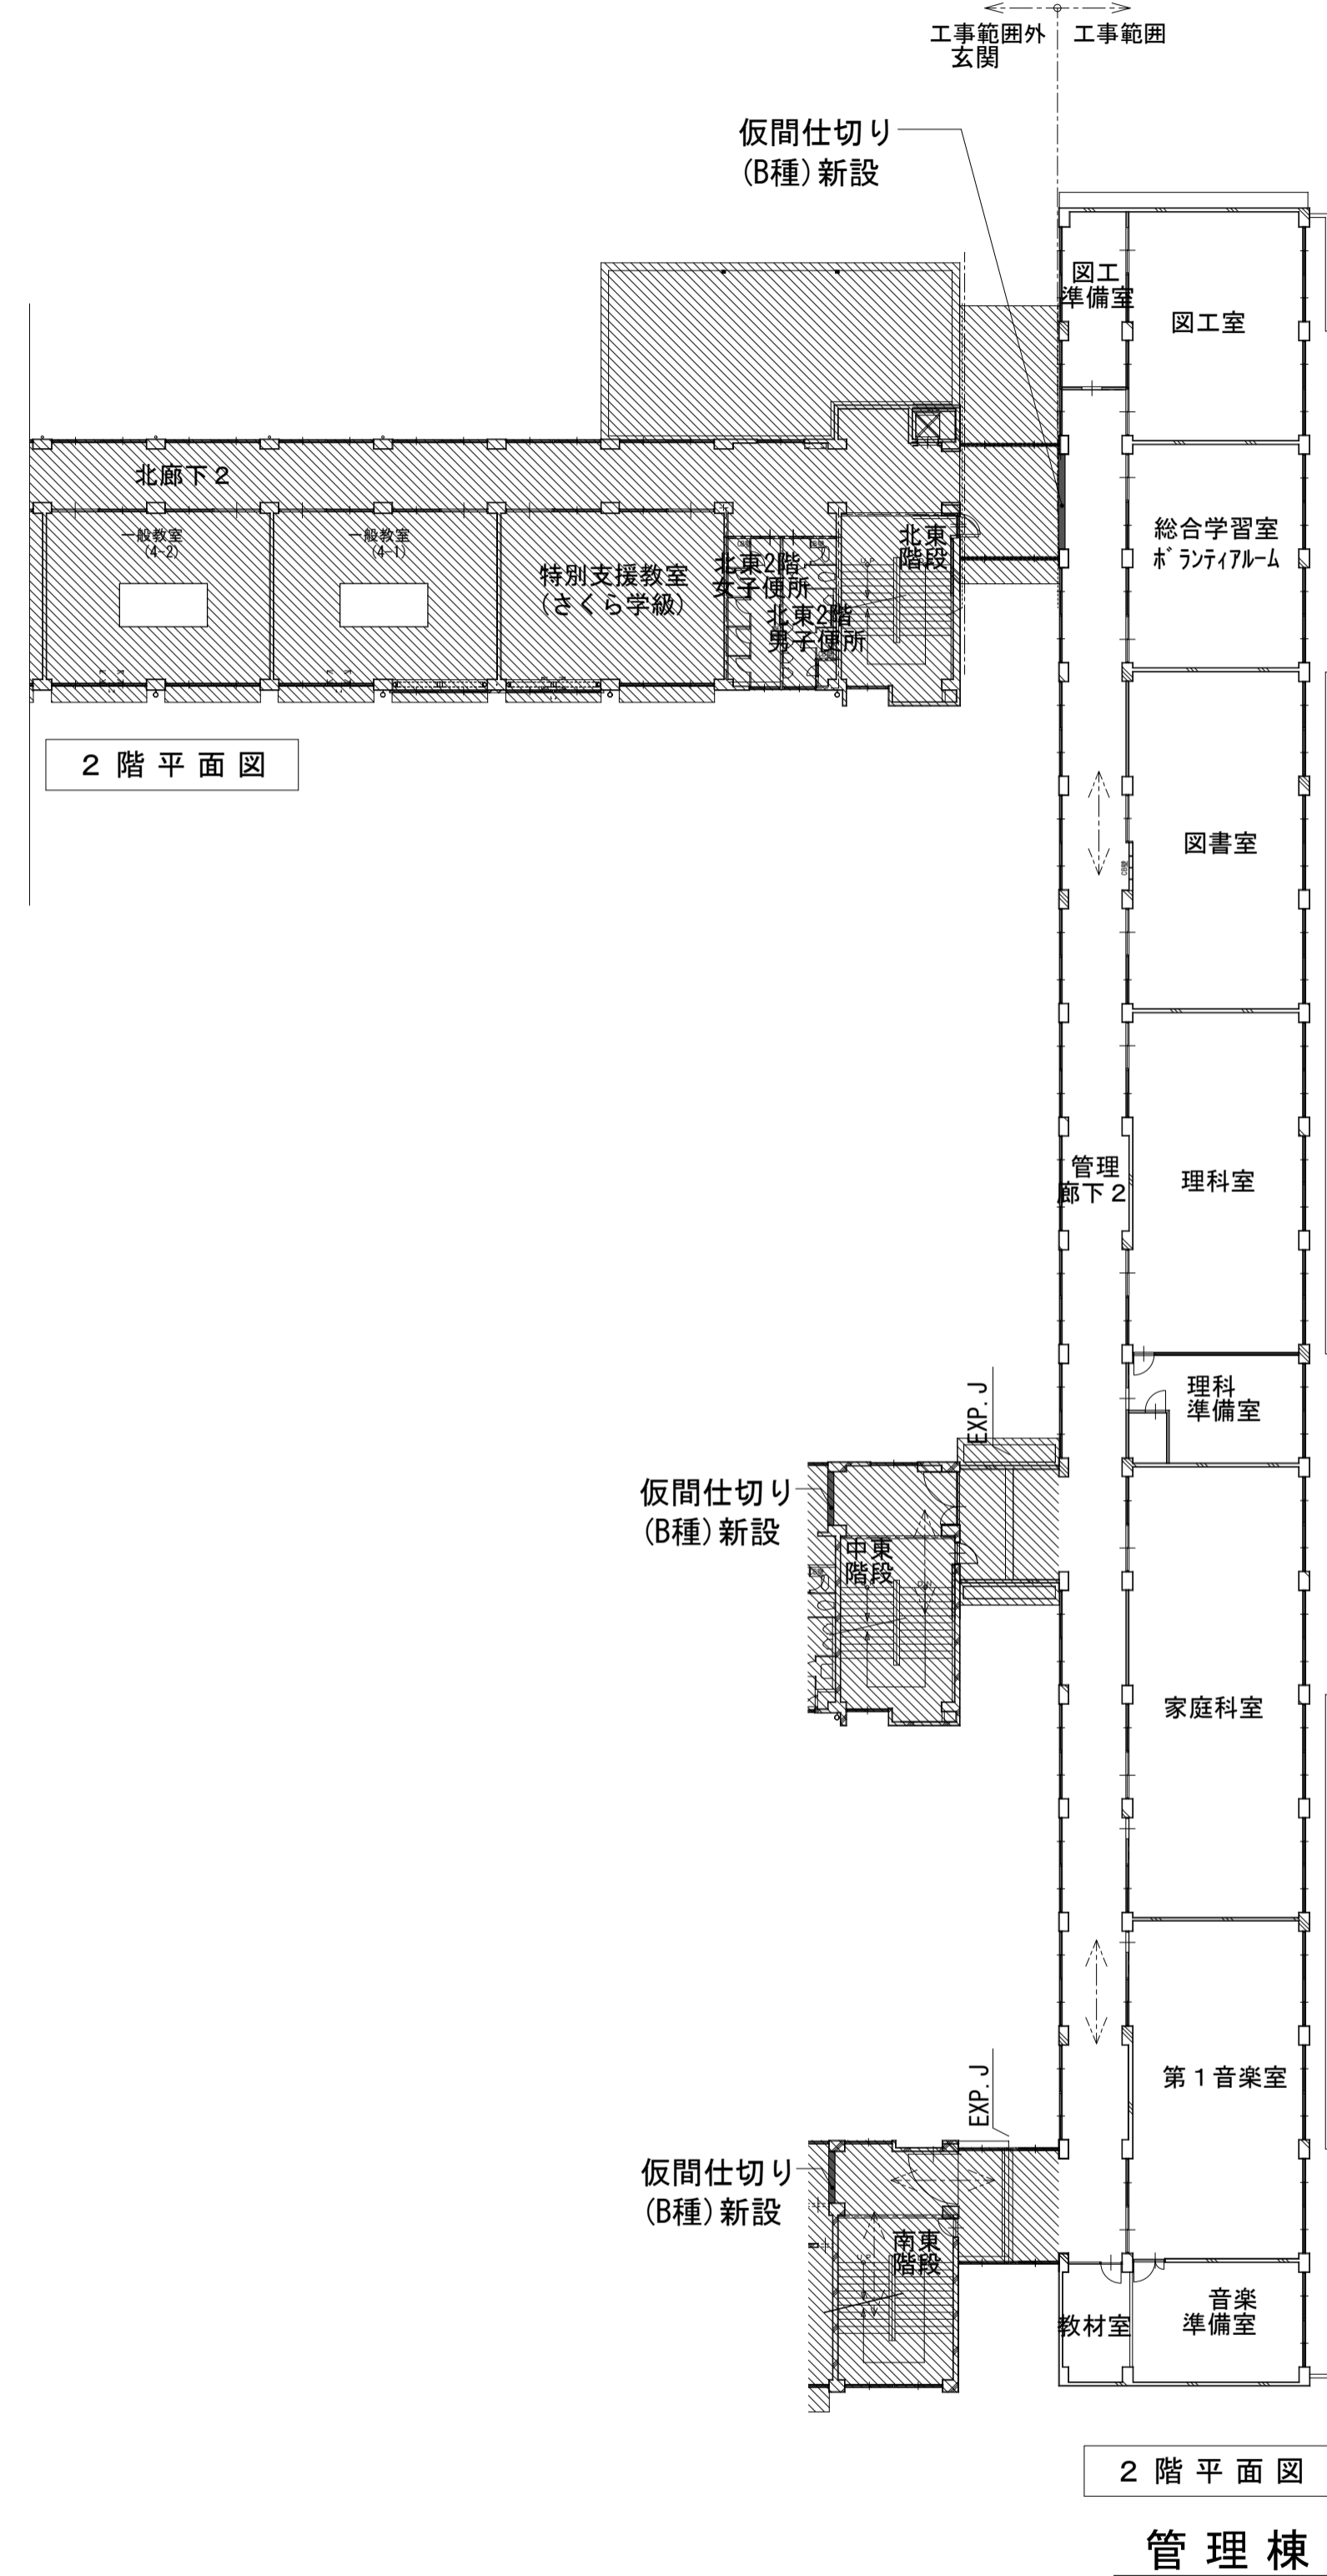 工事範囲外
玄関
工事範囲
仮間仕切り
(B種)新設
図工
準備室
図工室
北廊下2
一般教室
(4-2)
一般教室
(4-1)
特別支援教室
(さくら学級)
北東2階
女子便所
北東2階
男子便所
北東
階段
総合学習室
ボランティアルーム
2階平面図
図書室
管理
廊下2
理科室
理科
準備室
EXP.J
仮間仕切り
(B種)新設
中東
階段
家庭科室
第1音楽室
EXP.J
仮間仕切り
(B種)新設
南東
階段
教材室
音楽
準備室
2階平面図
管理棟